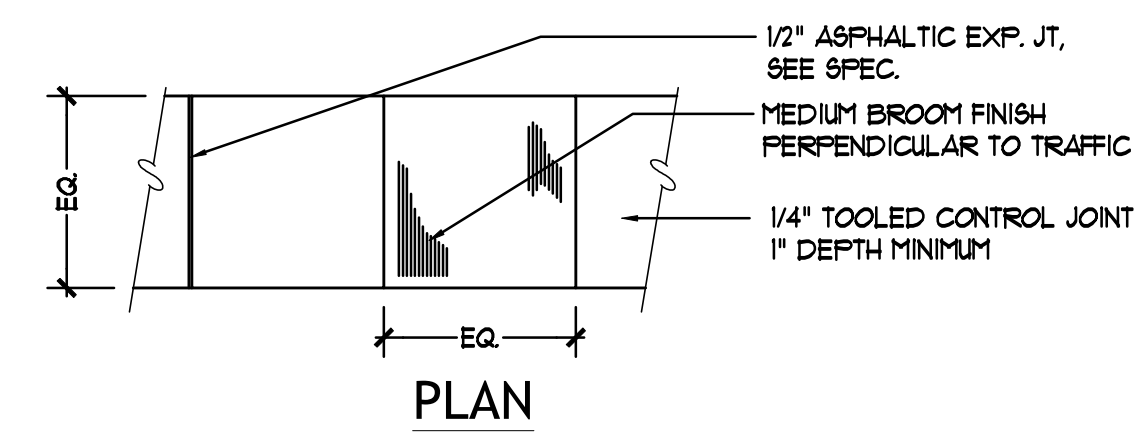 1/2" ASPHALTIC EXP. JT,
SEE SPEC.
MEDIUM BROOM FINISH
PERPENDICULAR TO TRAFFIC
EQ.
1/4" TOOLED CONTROL JOINT
1" DEPTH MINIMUM
EQ.
PLAN